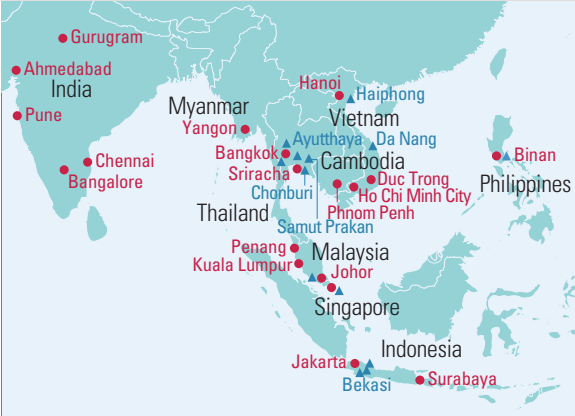 Gurugram
Ahmedabad
India
Pune
Chennai
Bangalore
Myanmar
Yangon
Hanoi
Haiphong
Vietnam
Ayutthaya
Da Nang
Bangkok
Cambodia
Sriracha
Chonburi
Duc Trong
Ho Chi Minh City
Phnom Penh
Thailand
Samut Prakan
Binan
Philippines
Penang
Malaysia
Kuala Lumpur
Johor
Singapore
Indonesia
Jakarta
Bekasi
Surabaya